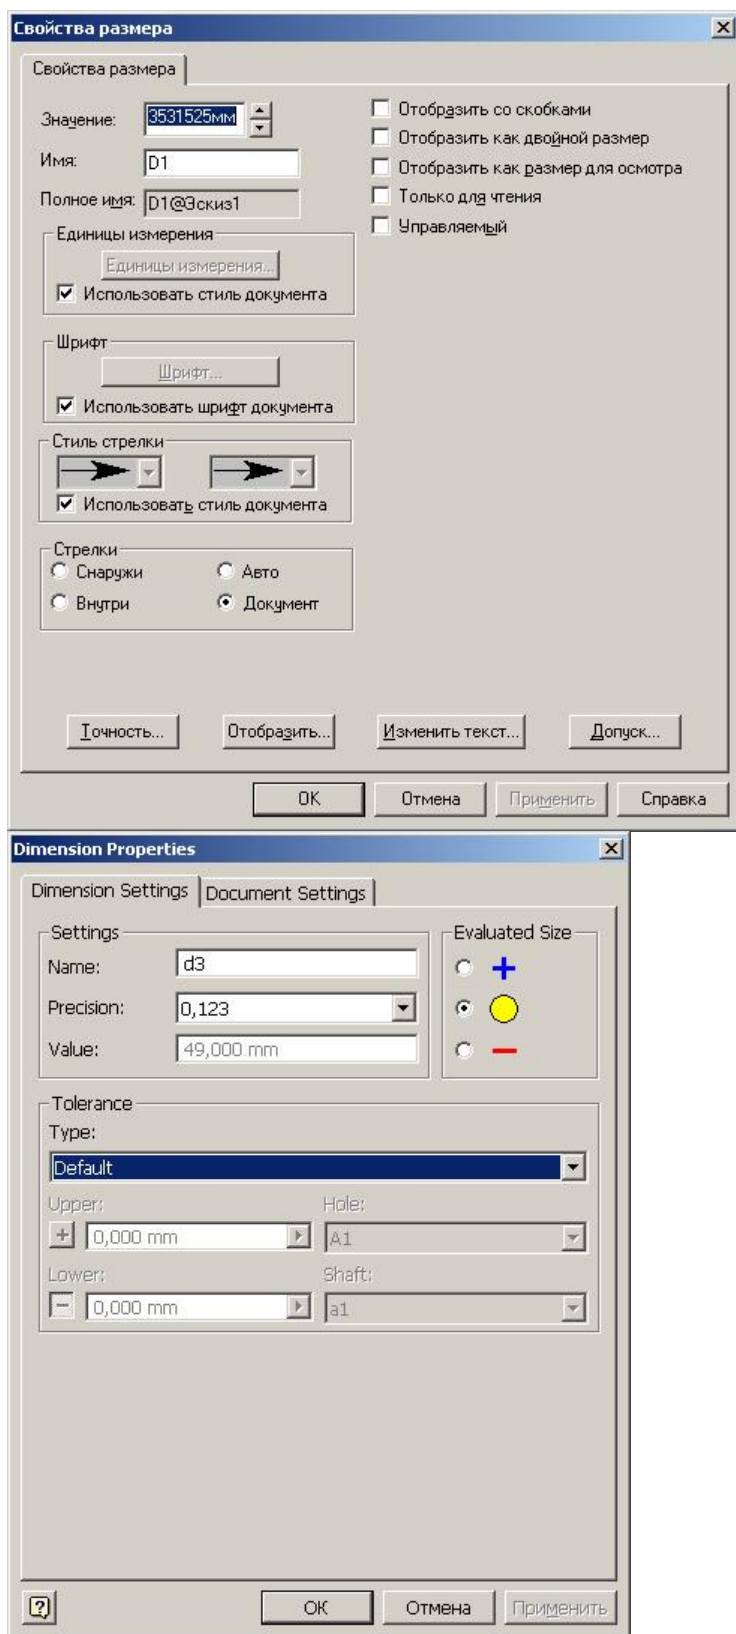 Свойства размера
Свойства размера
Значение: 3531525мм
Имя: D1
Полное имя: D1@Эскиз1
Единицы измерения
Единицы измерения...
Использовать стиль документа
Шрифт
Шрифт...
Использовать шрифт документа
Стиль стрелки
Использовать стиль документа
Стрелки
Снаружи Авто
Внутри Документ
Отобразить со скобками
Отобразить как двойной размер
Отобразить как размер для осмотра
Только для чтения
Управляемый
Точность... Отобразить... Изменить текст... Допуск...
OK Отмена Применить Справка
Dimension Properties
Dimension Settings Document Settings
Settings
Name: d3
Precision: 0,123
Value: 49,000 mm
Evaluated Size
Tolerance
Type:
Default
Upper: Hole:
0,000 mm A1
Lower: Shaft:
0,000 mm a1
OK Отмена Применить